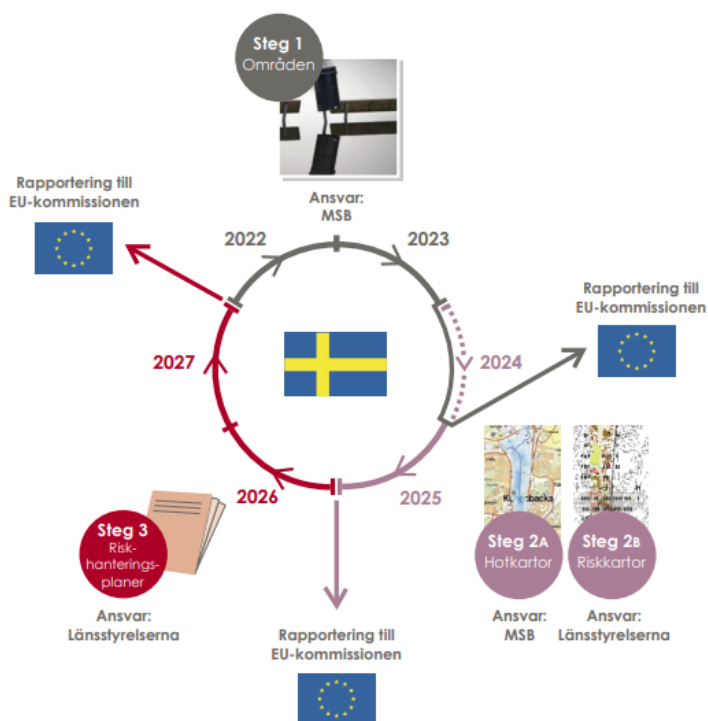 Steg 1
Områden
Ansvar:
MSB
Rapportering till
EU-kommissionen
2022
2023
Rapportering till
EU-kommissionen
2027
2024
2026
2025
Steg 2A
Hotkartor
Ansvar:
MSB
Steg 2B
Riskkartor
Ansvar:
Länsstyrelserna
Steg 3
Risk-
hanterings-
planer
Ansvar:
Länsstyrelserna
Rapportering till
EU-kommissionen